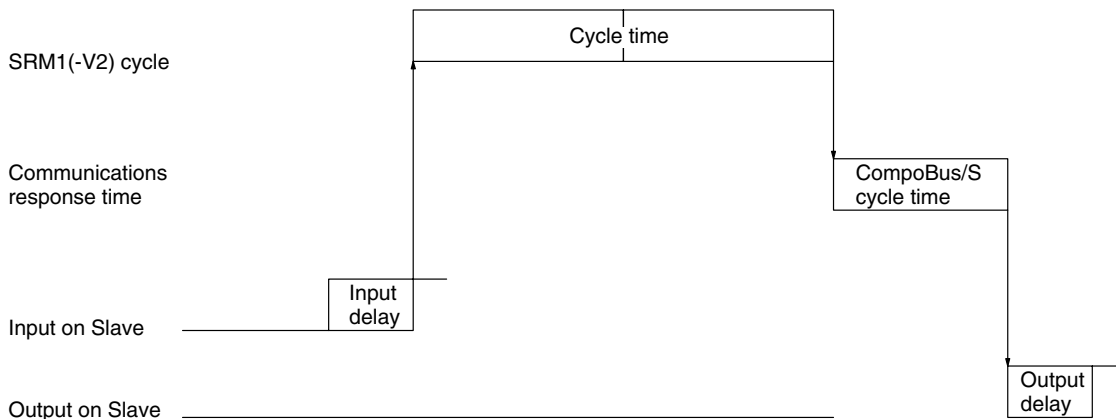 Cycle time
SRM1(-V2) cycle
Communications
response time
CompoBus/S
cycle time
Input
delay
Input on Slave
Output
delay
Output on Slave